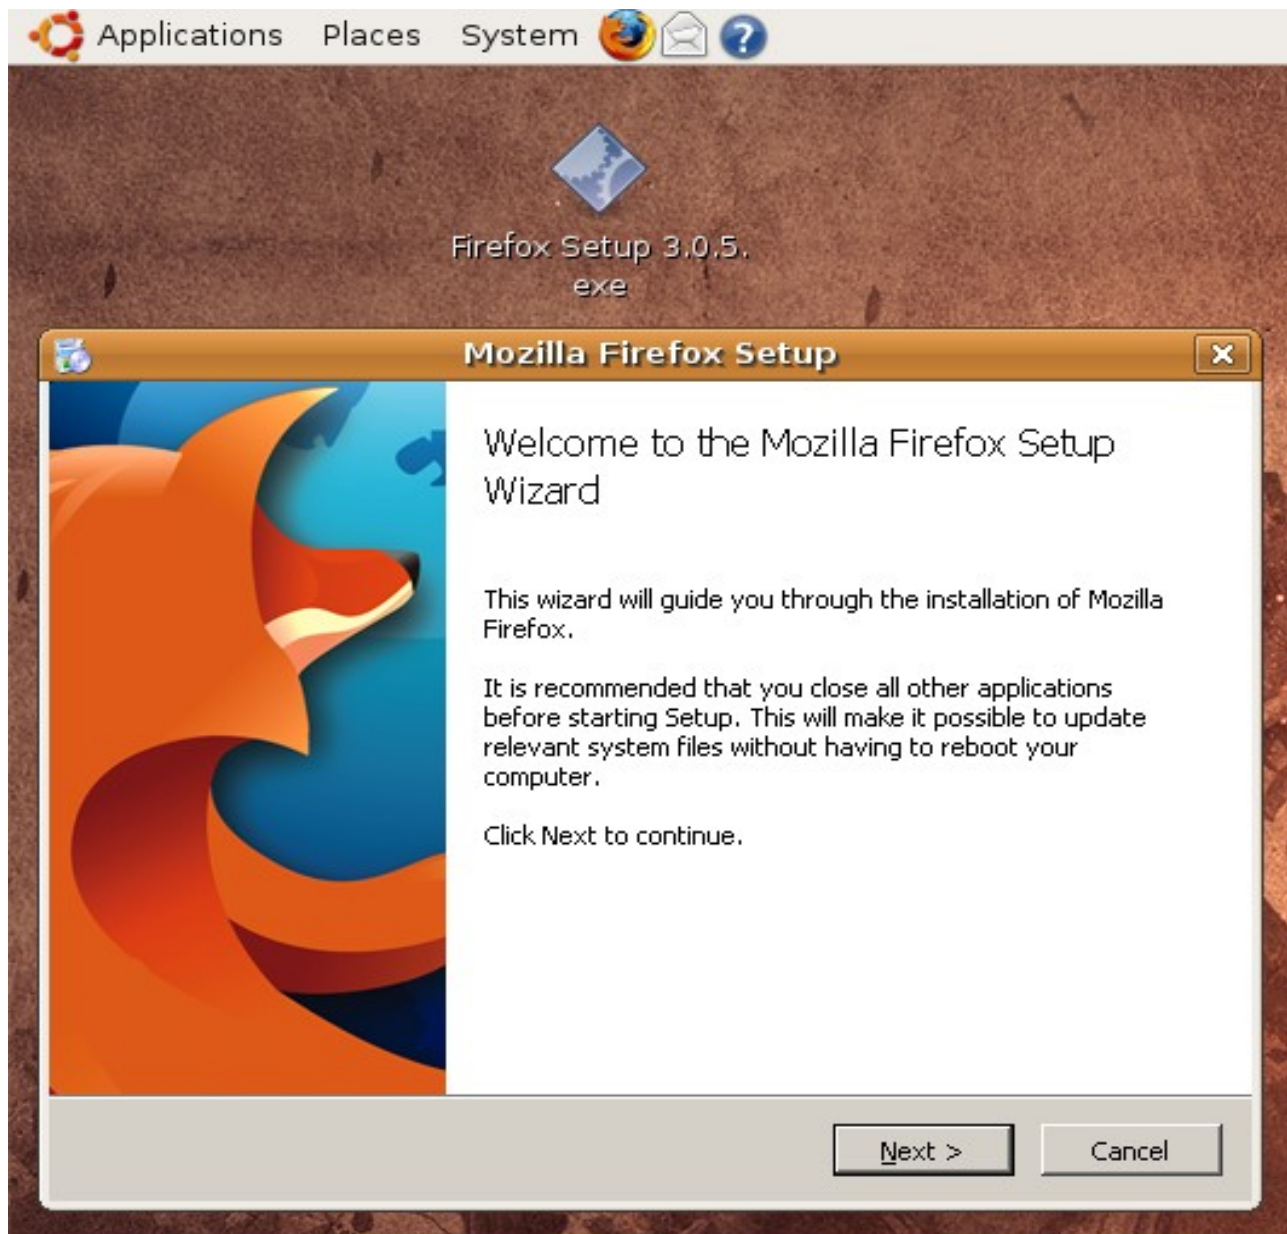 Applications Places System ?
Firefox Setup 3.0.5.
exe
Mozilla Firefox Setup
Welcome to the Mozilla Firefox Setup
Wizard
This wizard will guide you through the installation of Mozilla
Firefox.
It is recommended that you close all other applications
before starting Setup. This will make it possible to update
relevant system files without having to reboot your
computer.
Click Next to continue.
Next > Cancel